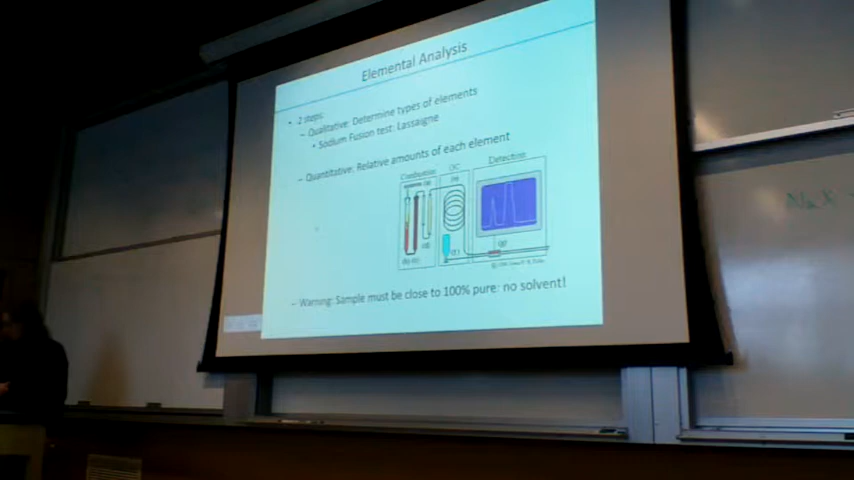 Elemental Analysis
• 2 steps:
– Qualitative: Determine types of elements
• Sodium Fusion test: Lassaigne
– Quantitative: Relative amounts of each element
Combustion GC Detection
– Warning: Sample must be close to 100% pure: no solvent!